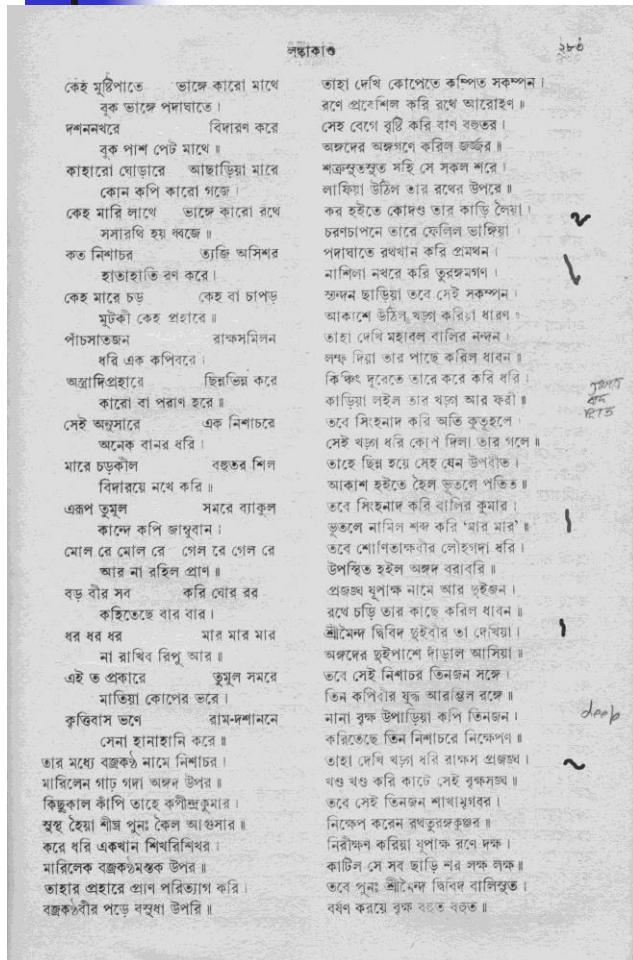 লঙ্কাকাণ্ড
২৮৩
কেহ মুষ্টিপাতে ভাঙ্গে কারো মাথে
বুক ভাঙ্গে পদাঘাতে।
দশননখরে বিদারণ করে
বুক পাশ পেট মাথে॥
কাহারো ঘোড়ারে আছাড়িয়া মারে
কোন কপি কারো গজে।
কেহ মারি লাথে ভাঙ্গে কারো রথে
সসারথি হয় ধ্বজে॥
কত নিশাচর ত্যজি অসিশর
হাতাহাতি রণ করে।
কেহ মারে চড় কেহ বা চাপড়
মুটকী কেহ প্রহারে॥
পাঁচসাতজন রাক্ষসমিলন
ধরি এক কপিবরে।
অস্ত্রাদিপ্রহারে ছিন্নভিন্ন করে
কারো বা পরাণ হরে॥
সেই অনুসারে এক নিশাচরে
অনেক বানর ধরি।
মারে চড়কীল বহুতর শিল
বিদারয়ে নখে করি॥
এরূপ তুমুল সমরে ব্যাকুল
কান্দে কপি জাম্বুবান।
মোল রে মোল রে গেল রে গেল রে
আর না রহিল প্রাণ॥
বড় বীর সব করি ঘোর রব
কহিতেছে বার বার।
ধর ধর ধর মার মার মার
না রাখিব রিপু আর॥
এই ত প্রকারে তুমুল সমরে
মাতিয়া কোপের ভরে।
কৃত্তিবাস ভণে রাম-দশাননে
সেনা হানাহানি করে॥
তার মধ্যে বজ্রকণ্ঠ নামে নিশাচর।
মারিলেন গাঢ় গদা অঙ্গদ উপর॥
কিছুকাল কাঁপি তাহে কপীন্দ্রকুমার।
সুস্থ হৈয়া শীঘ্র পুনঃ কৈল আগুসার॥
করে ধরি একখান শিখরিশিখর।
মারিলেক বজ্রকণ্ঠমস্তক উপর॥
তাহার প্রহারে প্রাণ পরিত্যাগ করি।
বজ্রকণ্ঠবীর পড়ে বসুধা উপরি॥
তাহা দেখি কোপেতে কম্পিত সকম্পন।
রণে প্রবেশিল করি রথে আরোহণ॥
সেহ বেগে বৃষ্টি করি বাণ বহুতর।
অঙ্গদের অঙ্গগণে করিল জর্জ্জর॥
শক্রসুতসুত সহি সে সকল শরে।
লাফিয়া উঠিল তার রথের উপরে॥
কর হইতে কোদণ্ড তার কাড়ি লৈয়া।
চরণচাপনে তারে ফেলিল ভাঙ্গিয়া।
পদাঘাতে রথখান করি প্রমথন।
নাশিলা নখরে করি তুরঙ্গমগণ।
স্যন্দন ছাড়িয়া তবে সেই সকম্পন।
আকাশে উঠিল খড়্গ করিয়া ধারণ॥
তাহা দেখি মহাবল বালির নন্দন।
লম্ফ দিয়া তার পাছে করিল ধাবন॥
কিঞ্চিৎ দূরেতে তারে করে করি ধরি।
কাড়িয়া লইল তার খড়্গ আর ফরী॥
তবে সিংহনাদ করি অতি কুতূহলে।
সেই খড়্গ ধরি কোপ দিলা তার গলে॥
তাহে ছিন্ন হয়ে সেহ যেন উপবীত।
আকাশ হইতে হৈল ভূতলে পতিত॥
তবে সিংহনাদ করি বালির কুমার।
ভূতলে নামিল শব্দ করি ‘মার মার’॥
তবে শোণিতাক্ষবীর লৌহগদা ধরি।
উপস্থিত হইল অঙ্গদ বরাবরি॥
প্রজঙ্ঘ যূপাক্ষ নামে আর দুইজন।
রথে চড়ি তার কাছে করিল ধাবন॥
শ্রীমৈন্দ দ্বিবিদ দুইবীর তা দেখিয়া।
অঙ্গদের দুইপাশে দাঁড়াল আসিয়া॥
তবে সেই নিশাচর তিনজন সঙ্গে।
তিন কপিবীর যুদ্ধ আরম্ভিল রঙ্গে॥
নানা বৃক্ষ উপাড়িয়া কপি তিনজন।
করিতেছে তিন নিশাচরে নিক্ষেপণ॥
তাহা দেখি খড়্গ ধরি রাক্ষস প্রজঙ্ঘ।
খণ্ড খণ্ড করি কাটে সেই বৃক্ষসঙ্ঘ॥
তবে সেই তিনজন শাখামৃগবর।
নিক্ষেপ করেন রথতুরঙ্গকুঞ্জর॥
নিরীক্ষণ করিয়া যূপাক্ষ রণে দক্ষ।
কাটিল সে সব ছাড়ি শর লক্ষ লক্ষ॥
তবে পুনঃ শ্রীমৈন্দ দ্বিবিদ বালিসুত।
বর্ষণ করয়ে বৃক্ষ বহুত বহুত॥
deep